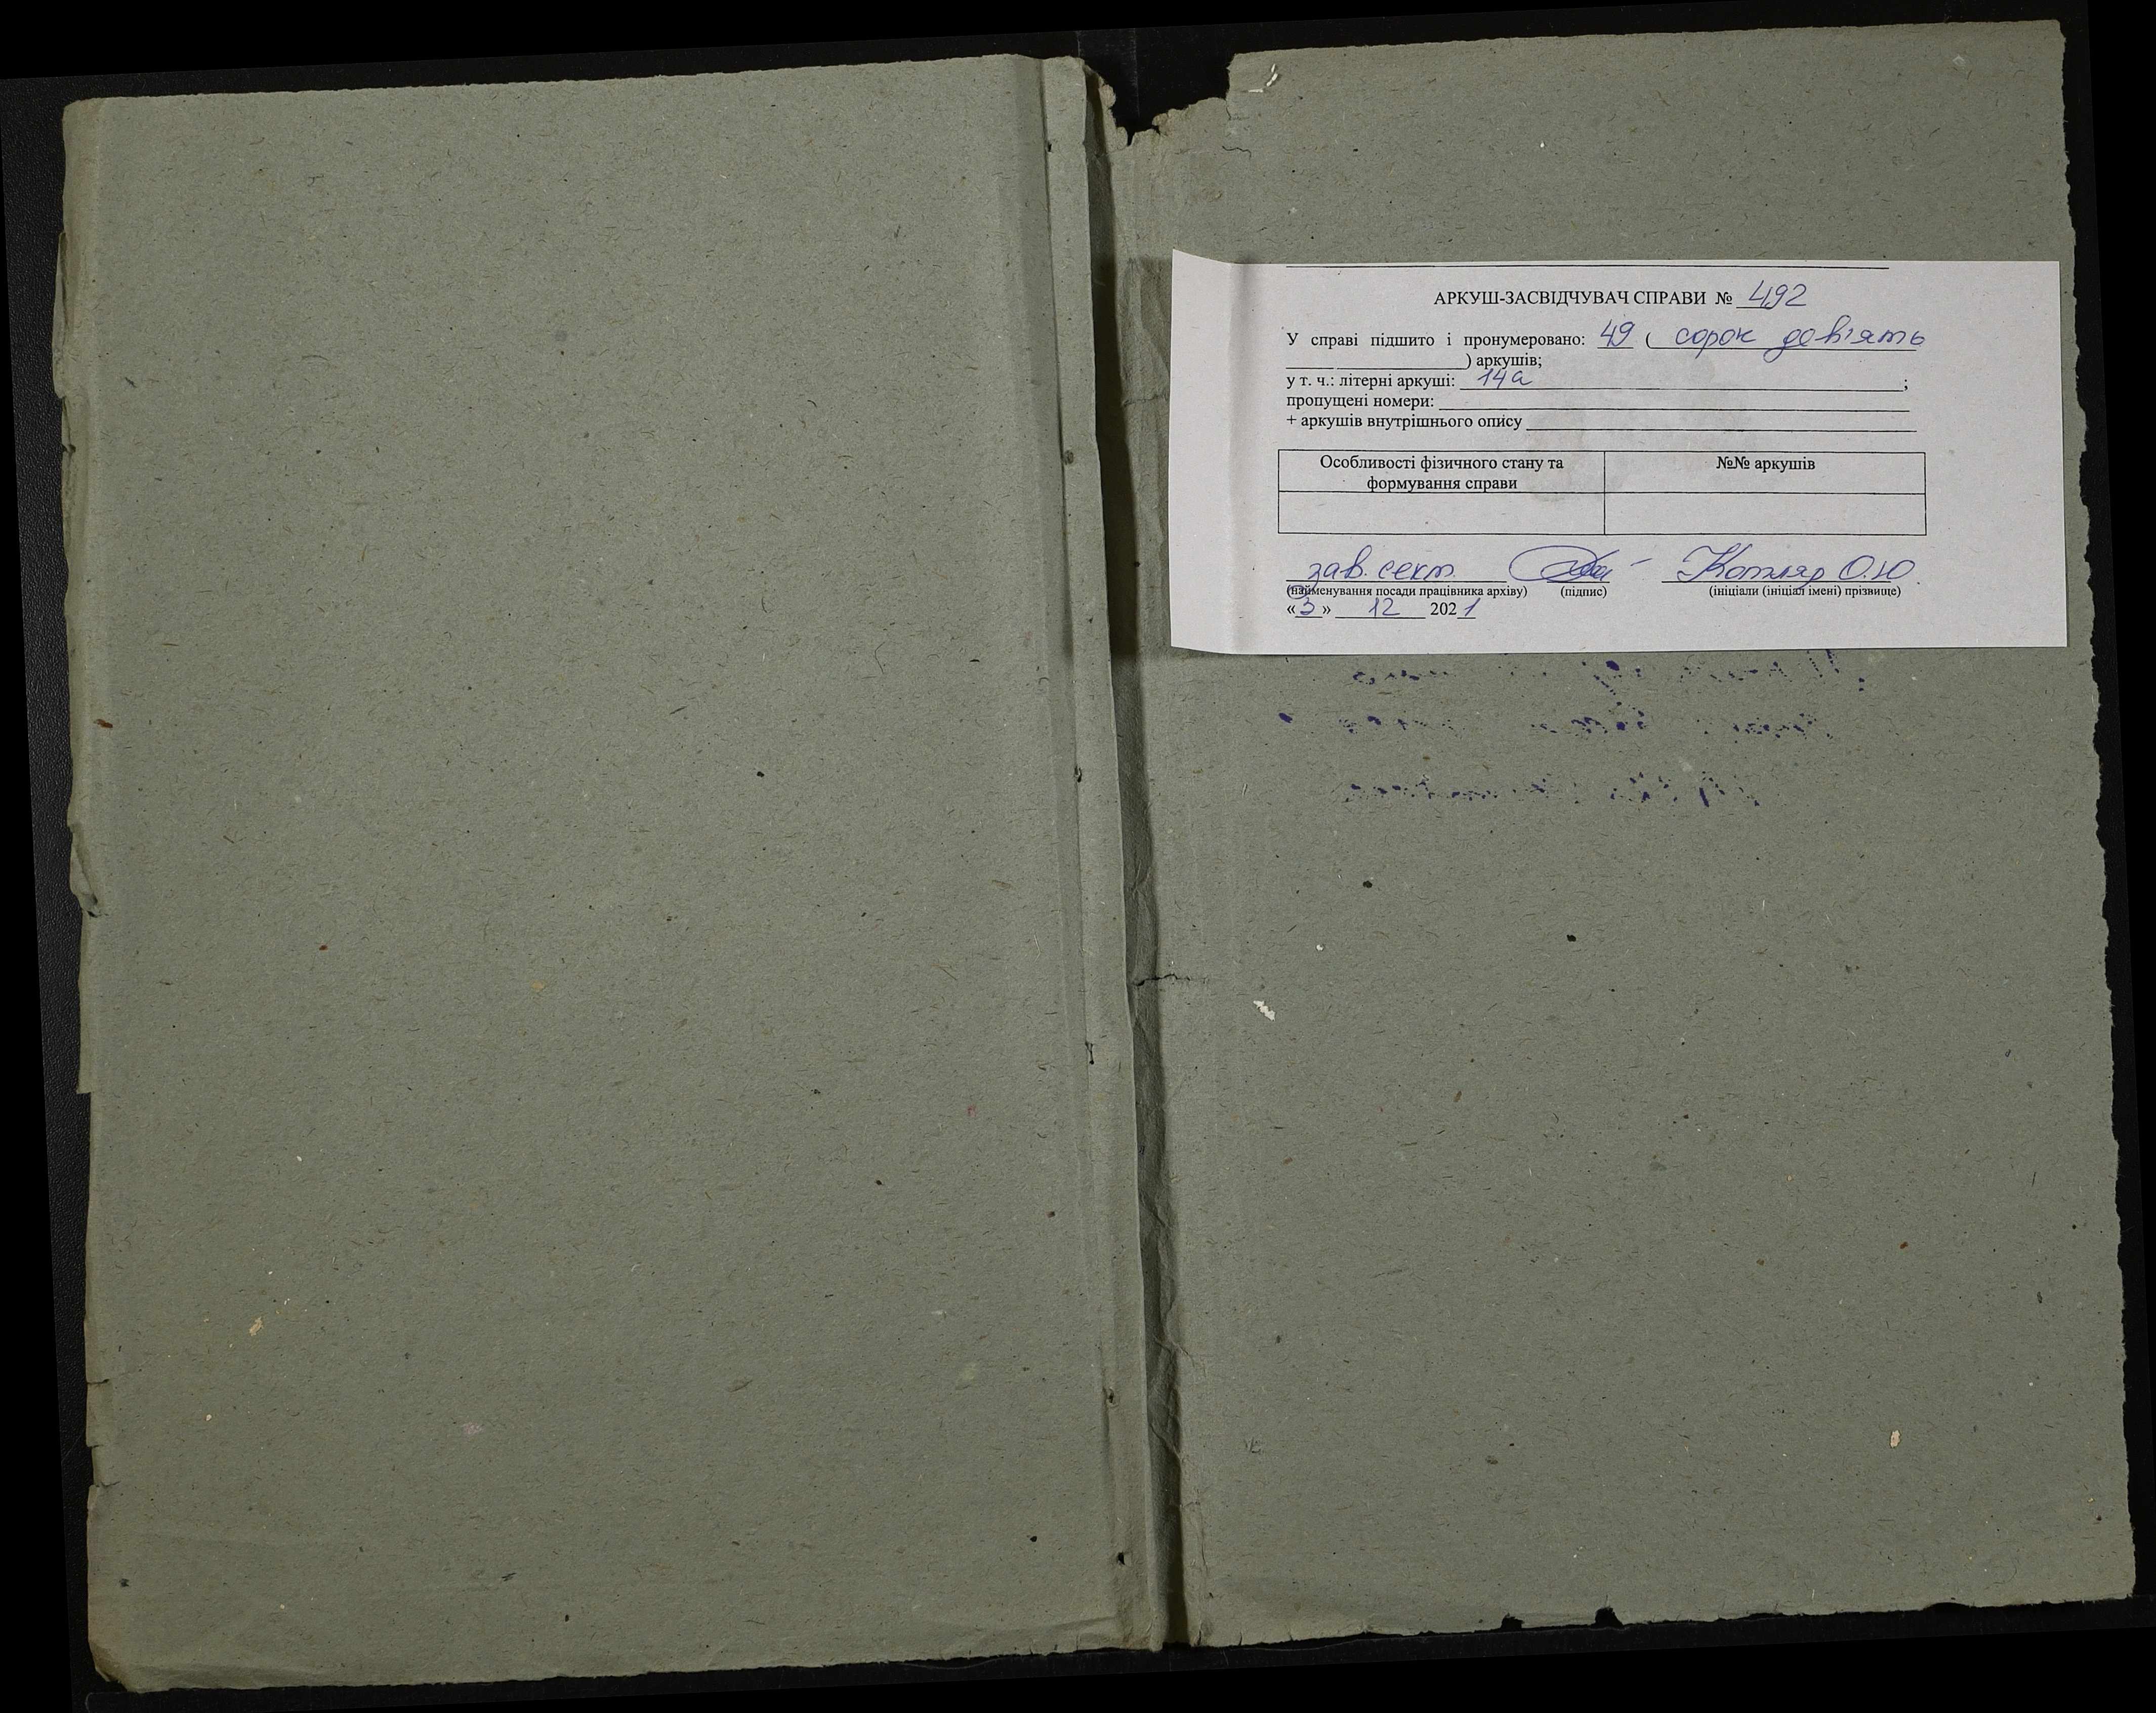 АРКУШ-ЗАСВІДЧУВАЧ СПРАВИ № 492
У справі підшито і пронумеровано: 49 ( сорок дев'ять
) аркушів;
у т. ч.: літерні аркуші: 14а ;
пропущені номери:
+ аркушів внутрішнього опису
Особливості фізичного стану та формування справи
№№ аркушів
зав. сект. Котляр О.Ю.
(найменування посади працівника архіву) (підпис) (ініціали (ініціал імені) прізвище)
«3» 12 2021